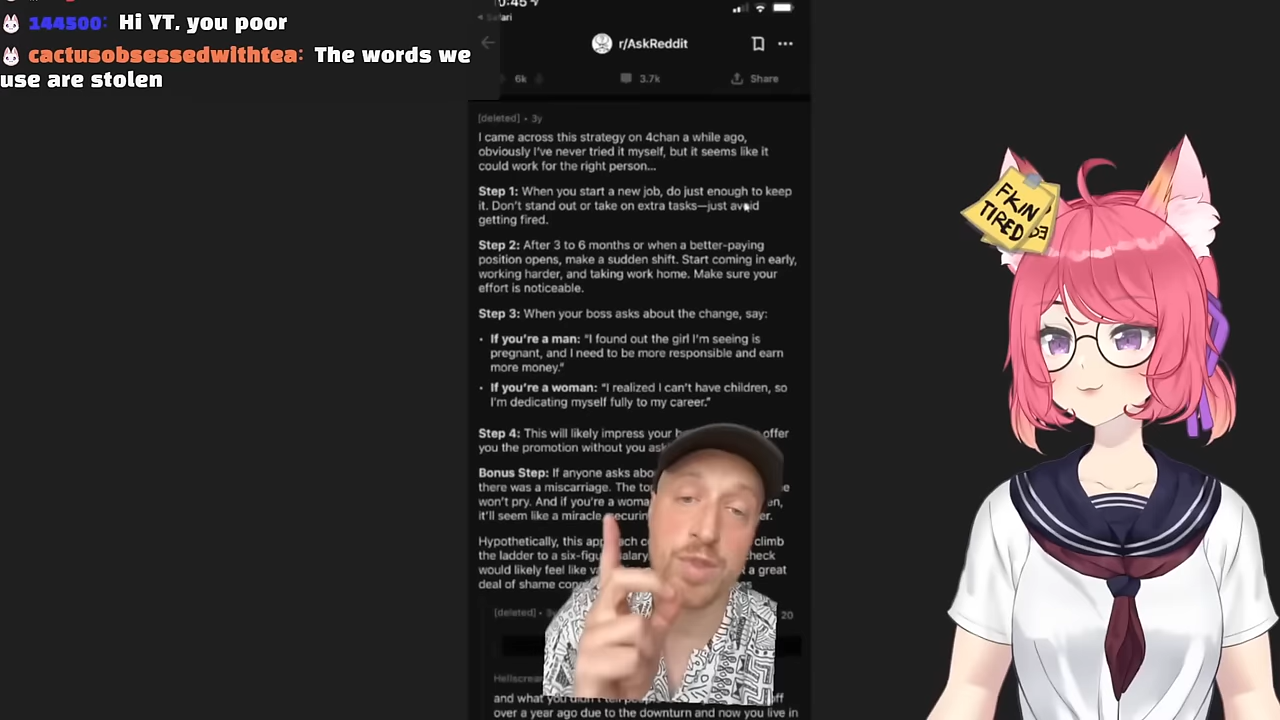 144500: Hi YT, you poor
cactusobsessedwithtea: The words we
use are stolen
r/AskReddit
6k
3.7k
Share
[deleted] • 3y
I came across this strategy on 4chan a while ago,
obviously I've never tried it myself, but it seems like it
could work for the right person...
Step 1: When you start a new job, do just enough to keep
it. Don't stand out or take on extra tasks—just avoid
getting fired.
Step 2: After 3 to 6 months or when a better-paying
position opens, make a sudden shift. Start coming in early,
working harder, and taking work home. Make sure your
effort is noticeable.
Step 3: When your boss asks about the change, say:
• If you're a man: "I found out the girl I'm seeing is
pregnant, and I need to be more responsible and earn
more money."
• If you're a woman: "I realized I can't have children, so
I'm dedicating myself fully to my career."
Step 4: This will likely impress your offer
you the promotion without you
Bonus Step: If anyone asks
there was a miscarriage. The
won't pry. And if you're a
it'll seem like a miracle
Hypothetically, this climb
the ladder to a
would likely feel like a great
deal of shame
[deleted] •
20
and what you
over a year ago due to the downturn and now you live in
FKIN
TIRED